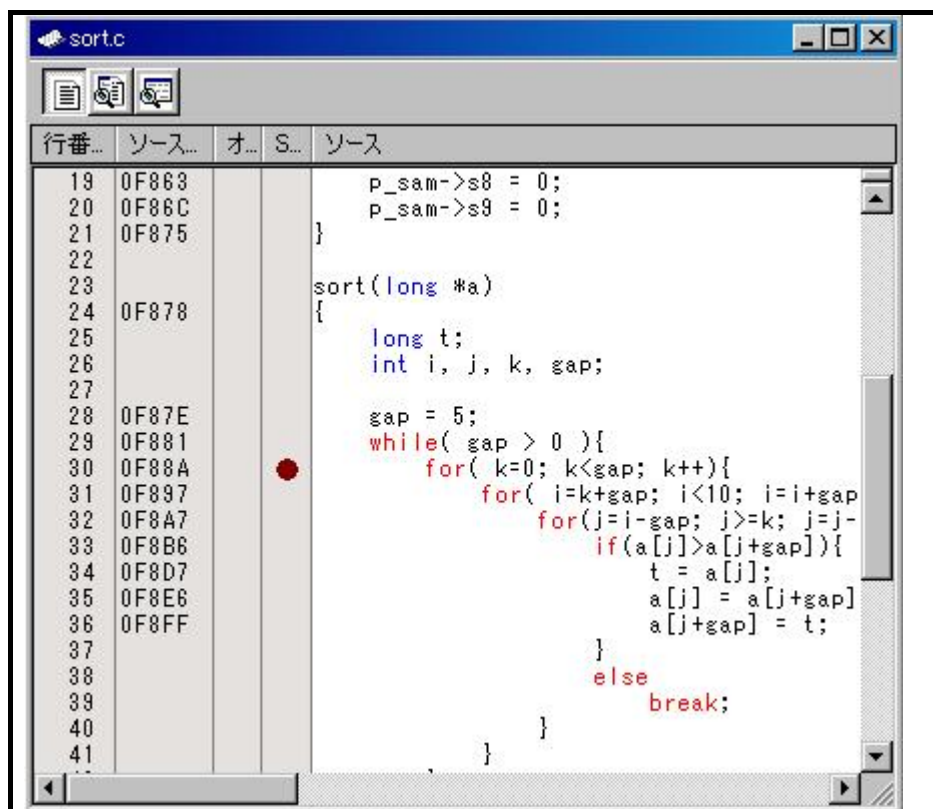 sort.c
行番... ソース... オ... S... ソース
19 0F863 p_sam->s8 = 0;
20 0F86C p_sam->s9 = 0;
21 0F875 }
22
23 sort(long *a)
24 0F878 {
25 long t;
26 int i, j, k, gap;
27
28 0F87E gap = 5;
29 0F881 while( gap > 0 ){
30 0F88A for( k=0; k<gap; k++){
31 0F897 for( i=k+gap; i<10; i=i+gap
32 0F8A7 for(j=i-gap; j>=k; j=j-
33 0F8B6 if(a[j]>a[j+gap]){
34 0F8D7 t = a[j];
35 0F8E6 a[j] = a[j+gap]
36 0F8FF a[j+gap] = t;
37 }
38 else
39 break;
40 }
41 }